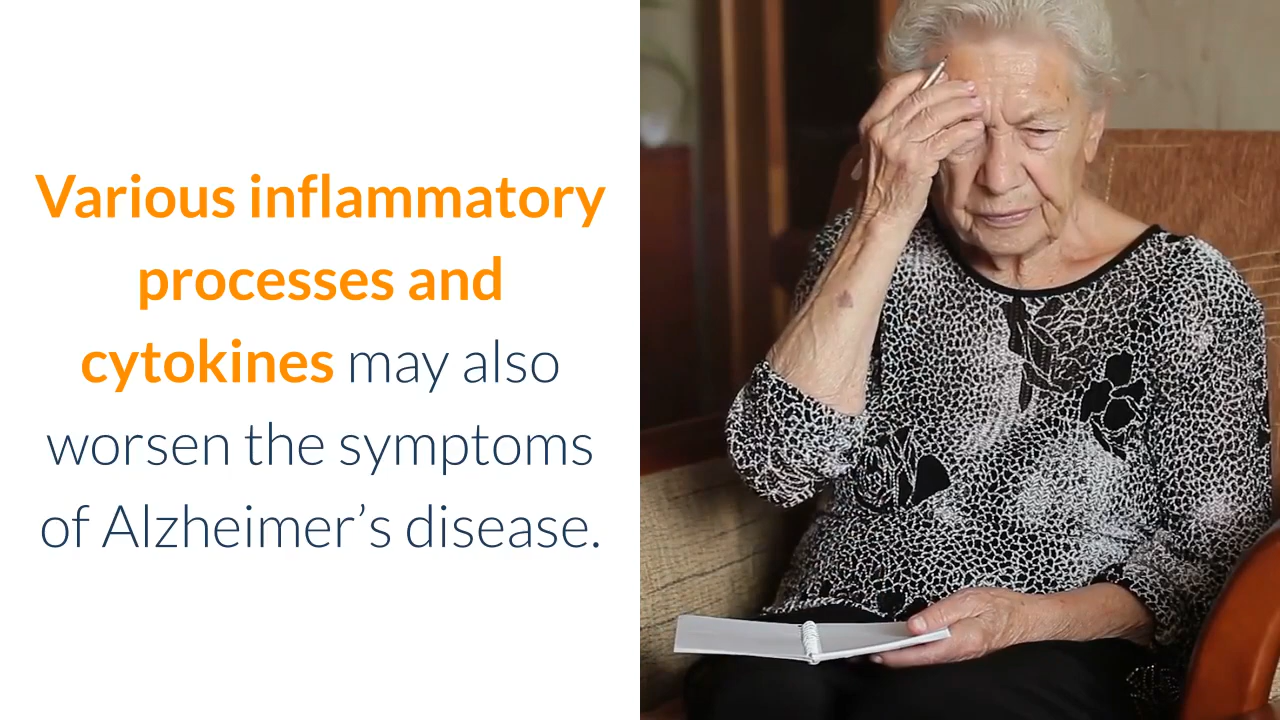 Various inflammatory
processes and
cytokines may also
worsen the symptoms
of Alzheimer’s disease.